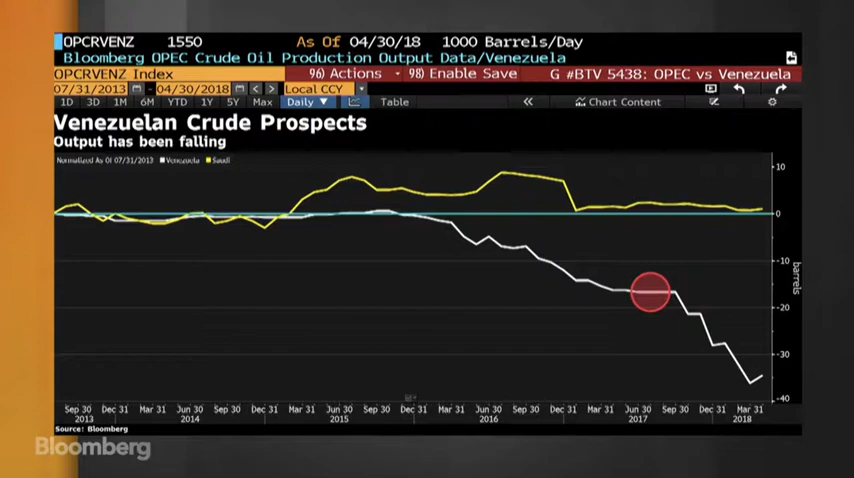 OPCRVENZ 1550 As Of 04/30/18 1000 Barrels/Day
Bloomberg OPEC Crude Oil Production Output Data/Venezuela
OPCRVENZ Index 96) Actions 98) Enable Save G #BTV 5438: OPEC vs Venezuela
07/31/2013 - 04/30/2018 Local CCY
1D 3D 1M 6M YTD 1Y 5Y Max Daily ▼ Table « Chart Content
Venezuelan Crude Prospects
Output has been falling
Normalized As Of 07/31/2013 Venezuela Saudi
10
0
-10
-20
-30
-40
barrels
Sep 30 Dec 31 Mar 31 Jun 30 Sep 30 Dec 31 Mar 31 Jun 30 Sep 30 Dec 31 Mar 31 Jun 30 Sep 30 Dec 31 Mar 31 Jun 30 Sep 30 Dec 31 Mar 31
2013 2014 2015 2016 2017 2018
Source: Bloomberg
Bloomberg